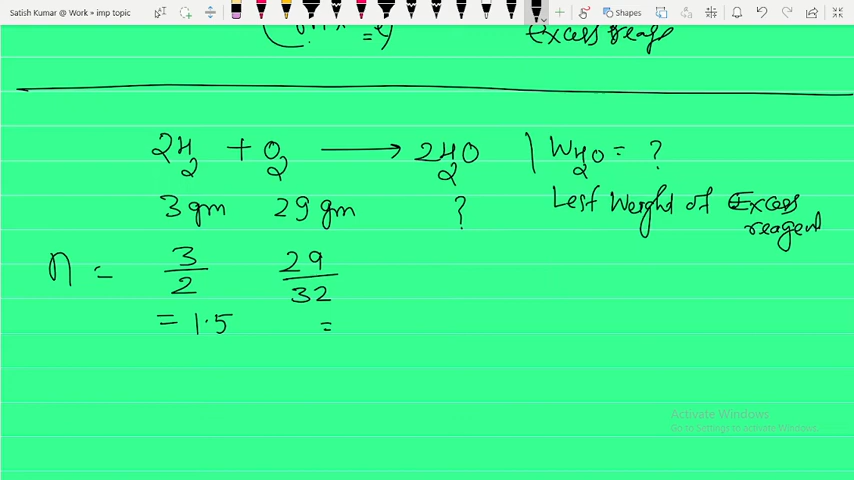 Satish Kumar @ Work » imp topic
Shapes
Excess reag
2H2 + O2 → 2H2O | WH2O = ?
3 gm 29 gm ? Left Weight of Excess
reagent
n = 3/2 29/32
= 1.5 =
Activate Windows
Go to Settings to activate Windows.